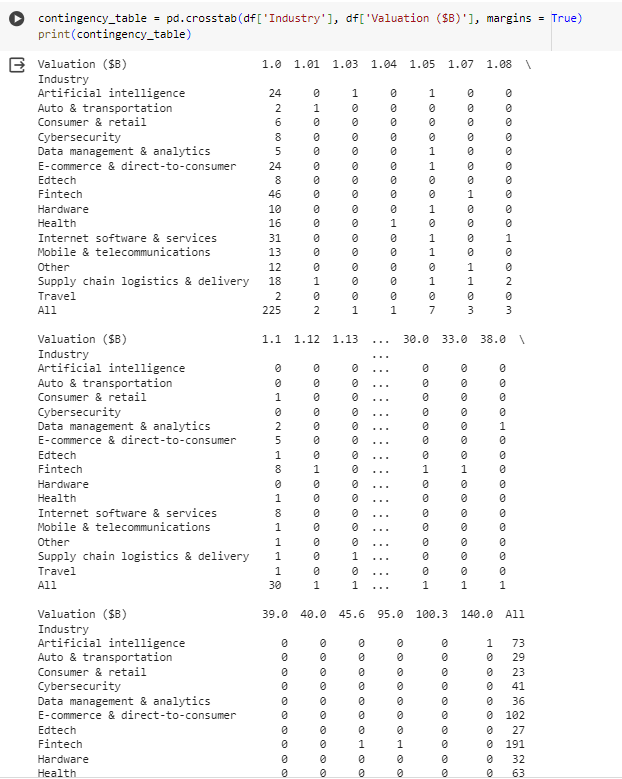 contingency_table = pd.crosstab(df['Industry'], df['Valuation ($B)'], margins = True)
print(contingency_table)
Valuation ($B) 1.0 1.01 1.03 1.04 1.05 1.07 1.08 \
Industry
Artificial intelligence 24 0 1 0 1 0 0
Auto & transportation 2 1 0 0 0 0 0
Consumer & retail 6 0 0 0 0 0 0
Cybersecurity 8 0 0 0 0 0 0
Data management & analytics 5 0 0 0 1 0 0
E-commerce & direct-to-consumer 24 0 0 0 1 0 0
Edtech 8 0 0 0 0 0 0
Fintech 46 0 0 0 0 1 0
Hardware 10 0 0 0 1 0 0
Health 16 0 0 1 0 0 0
Internet software & services 31 0 0 0 1 0 1
Mobile & telecommunications 13 0 0 0 1 0 0
Other 12 0 0 0 0 1 0
Supply chain logistics & delivery 18 1 0 0 1 1 2
Travel 2 0 0 0 0 0 0
All 225 2 1 1 7 3 3
Valuation ($B) 1.1 1.12 1.13 ... 30.0 33.0 38.0 \
Industry ...
Artificial intelligence 0 0 0 ... 0 0 0
Auto & transportation 0 0 0 ... 0 0 0
Consumer & retail 1 0 0 ... 0 0 0
Cybersecurity 0 0 0 ... 0 0 0
Data management & analytics 2 0 0 ... 0 0 1
E-commerce & direct-to-consumer 5 0 0 ... 0 0 0
Edtech 1 0 0 ... 0 0 0
Fintech 8 1 0 ... 1 1 0
Hardware 0 0 0 ... 0 0 0
Health 1 0 0 ... 0 0 0
Internet software & services 8 0 0 ... 0 0 0
Mobile & telecommunications 1 0 0 ... 0 0 0
Other 1 0 0 ... 0 0 0
Supply chain logistics & delivery 1 0 1 ... 0 0 0
Travel 1 0 0 ... 0 0 0
All 30 1 1 ... 1 1 1
Valuation ($B) 39.0 40.0 45.6 95.0 100.3 140.0 All
Industry
Artificial intelligence 0 0 0 0 0 1 73
Auto & transportation 0 0 0 0 0 0 29
Consumer & retail 0 0 0 0 0 0 23
Cybersecurity 0 0 0 0 0 0 41
Data management & analytics 0 0 0 0 0 0 36
E-commerce & direct-to-consumer 0 0 0 0 0 0 102
Edtech 0 0 0 0 0 0 27
Fintech 0 0 1 1 0 0 191
Hardware 0 0 0 0 0 0 32
Health 0 0 0 0 0 0 63